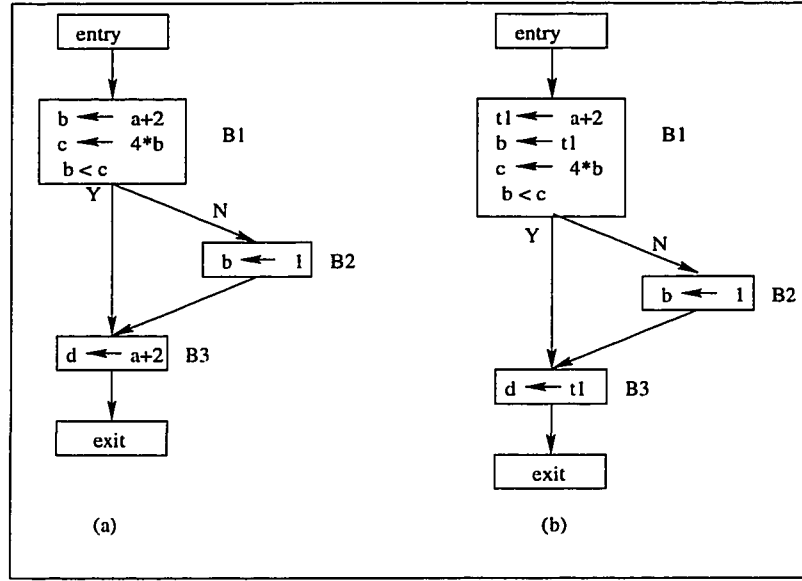 entry
b ← a+2
c ← 4*b
b < c
B1
Y
N
b ← 1
B2
d ← a+2
B3
exit
(a)
entry
t1 ← a+2
b ← t1
c ← 4*b
b < c
B1
Y
N
b ← 1
B2
d ← t1
B3
exit
(b)